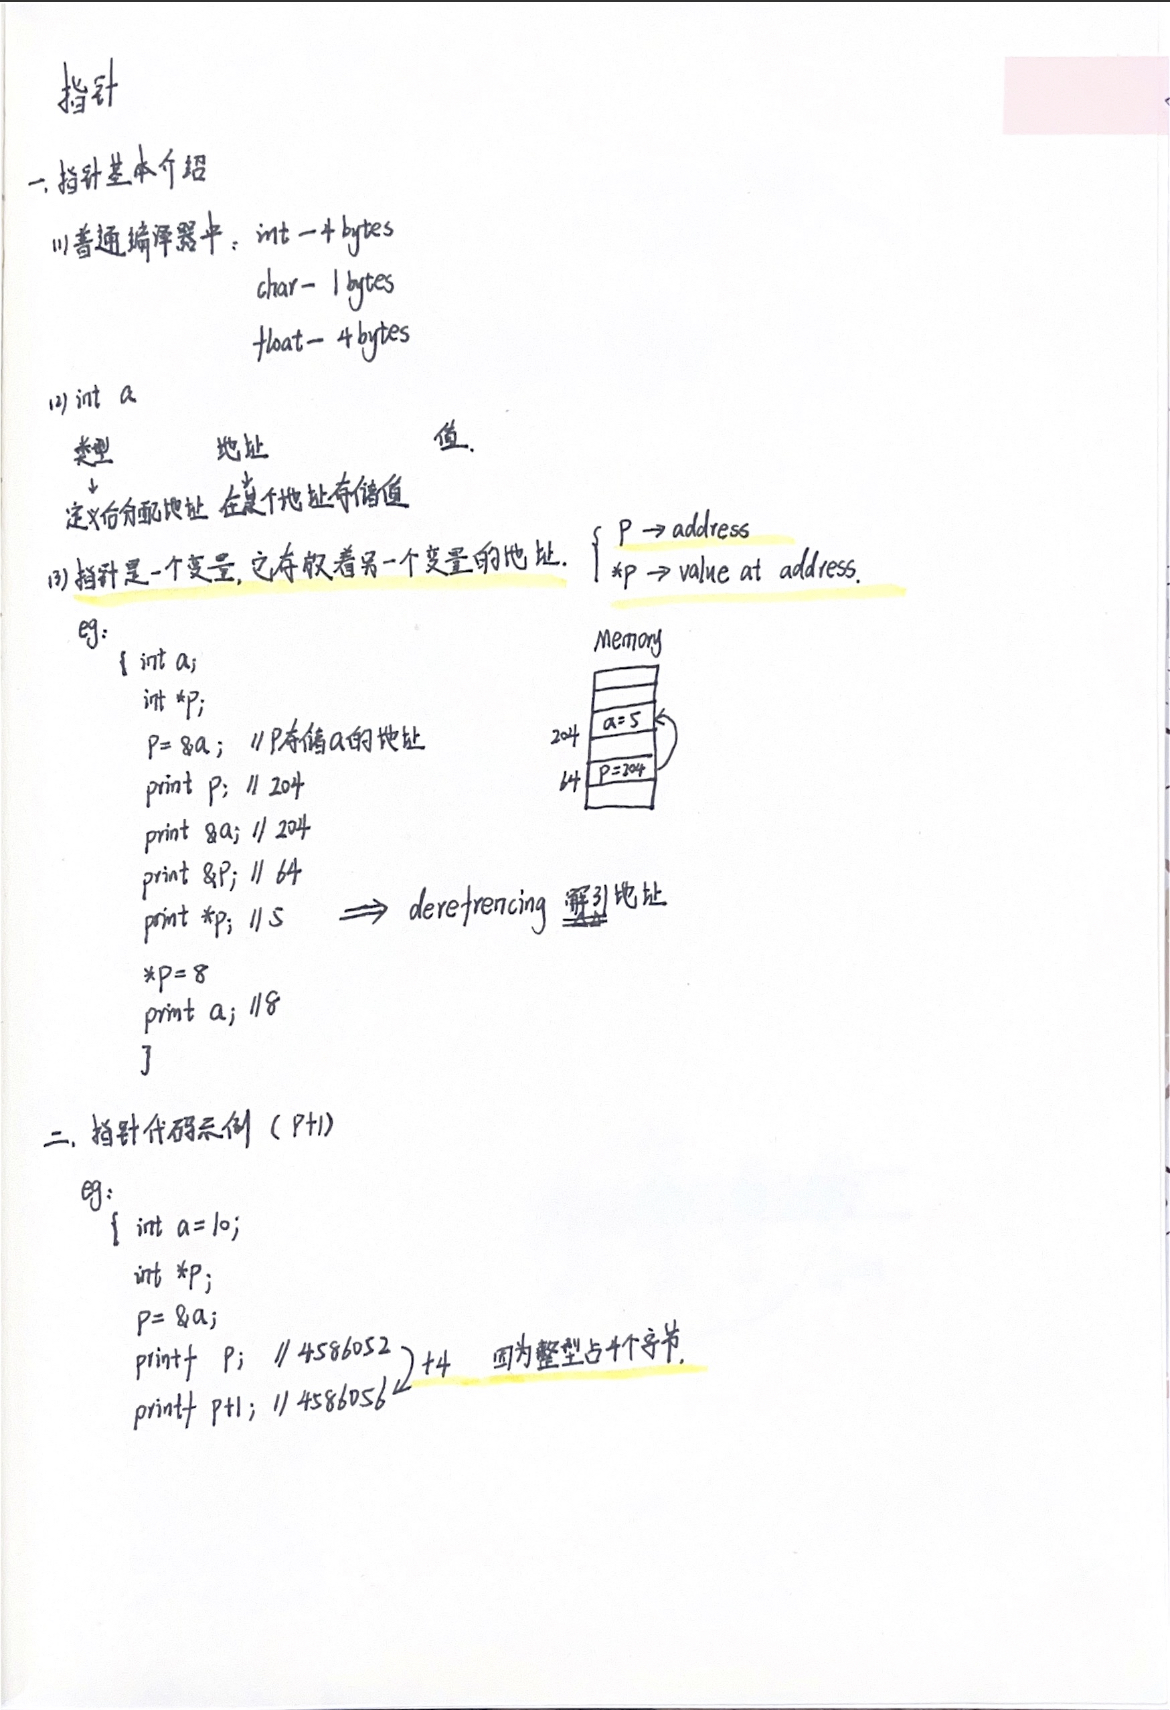 指针
一.指针基本介绍
(1)普通编译器中: int - 4 bytes
char - 1 bytes
float - 4 bytes
(2) int a
类型 地址 值.
↓ ↓
定义后分配地址 在某个地址存储值
(3)指针是一个变量,它存放着另一个变量的地址. { P → address
*p → value at address.
eg:
{ int a;
int *p;
p = &a; //P存储a的地址
print p; // 204
print &a; // 204
print &p; // 64
print *p; //5 ⇒ derefrencing 解引地址
*p=8
print a; //8
}
Memory
204 a=5
64 p=204
二.指针代码示例(p+1)
eg:
{ int a=10;
int *p;
p = &a;
printf p; // 4586052
+4 因为整型占4个字节.
printf p+1; // 4586056